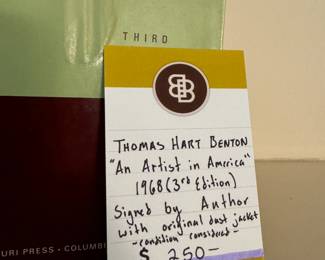 THIRD
THOMAS HART BENTON
"An Artist in America"
1968 (3rd Edition)
Signed by Author
with original dust jacket
-condition considered-
$ 250-
URI PRESS · COLUMBI